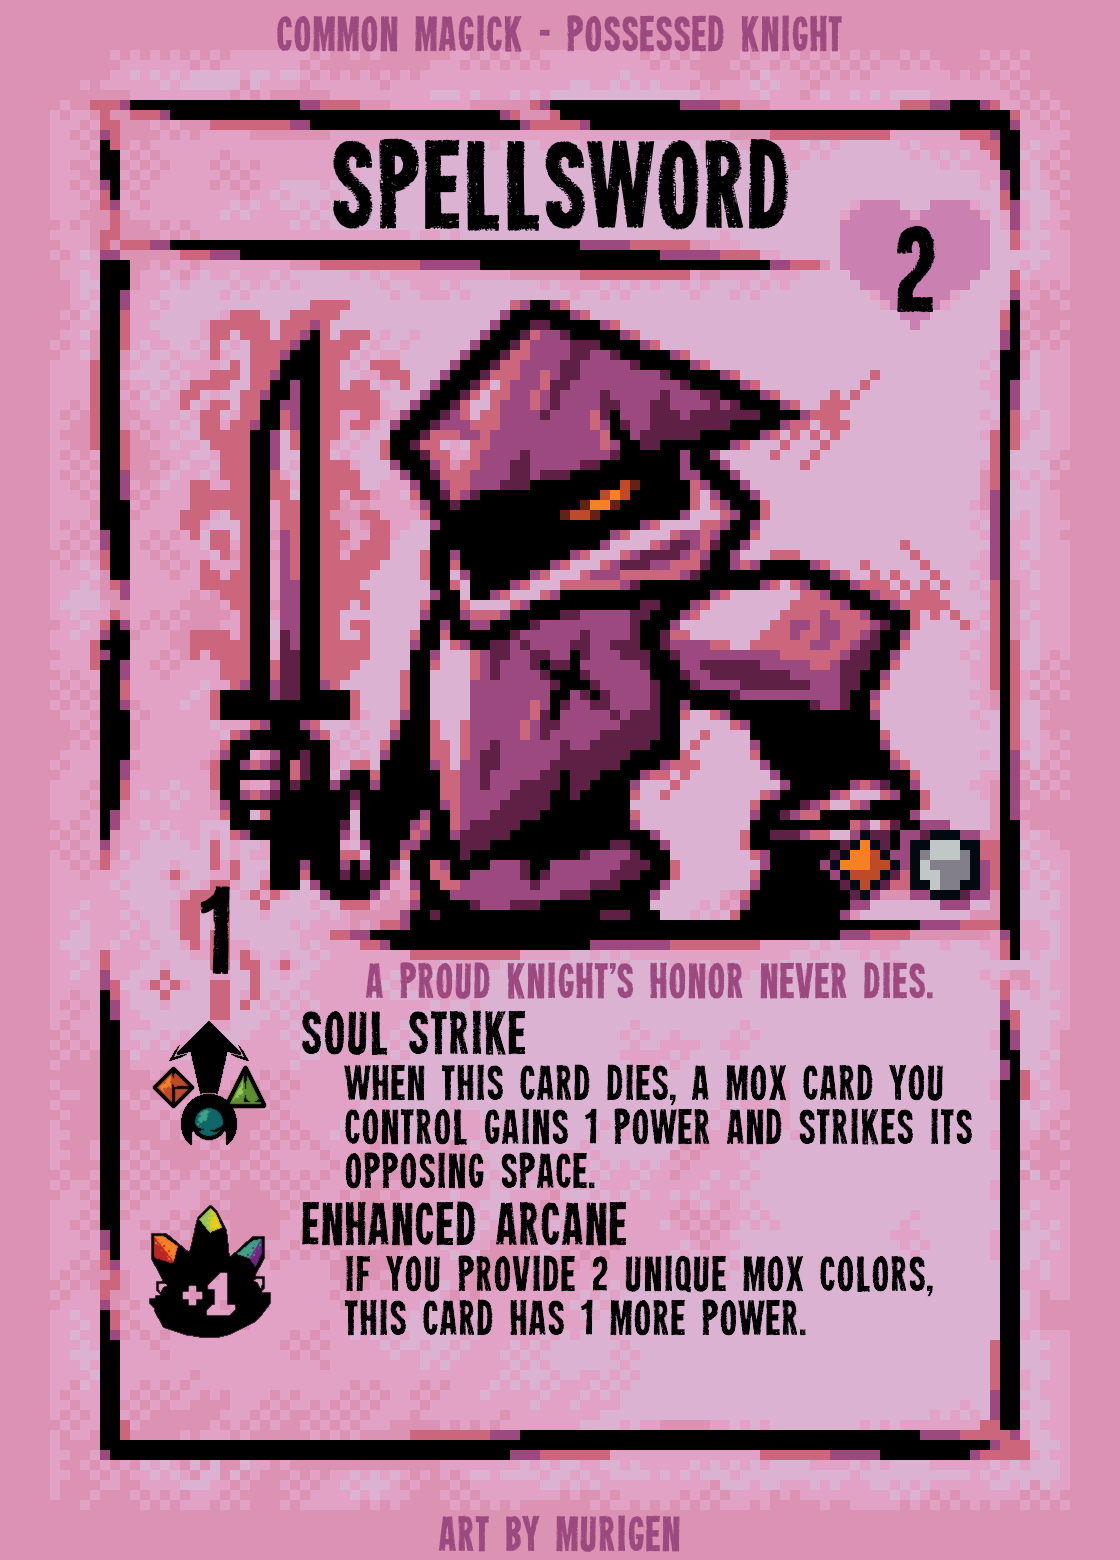 COMMON MAGICK - POSSESSED KNIGHT
SPELLSWORD
2
1
A PROUD KNIGHT'S HONOR NEVER DIES.
SOUL STRIKE
WHEN THIS CARD DIES, A MOX CARD YOU
CONTROL GAINS 1 POWER AND STRIKES ITS
OPPOSING SPACE.
ENHANCED ARCANE
+1
IF YOU PROVIDE 2 UNIQUE MOX COLORS,
THIS CARD HAS 1 MORE POWER.
ART BY MURIGEN